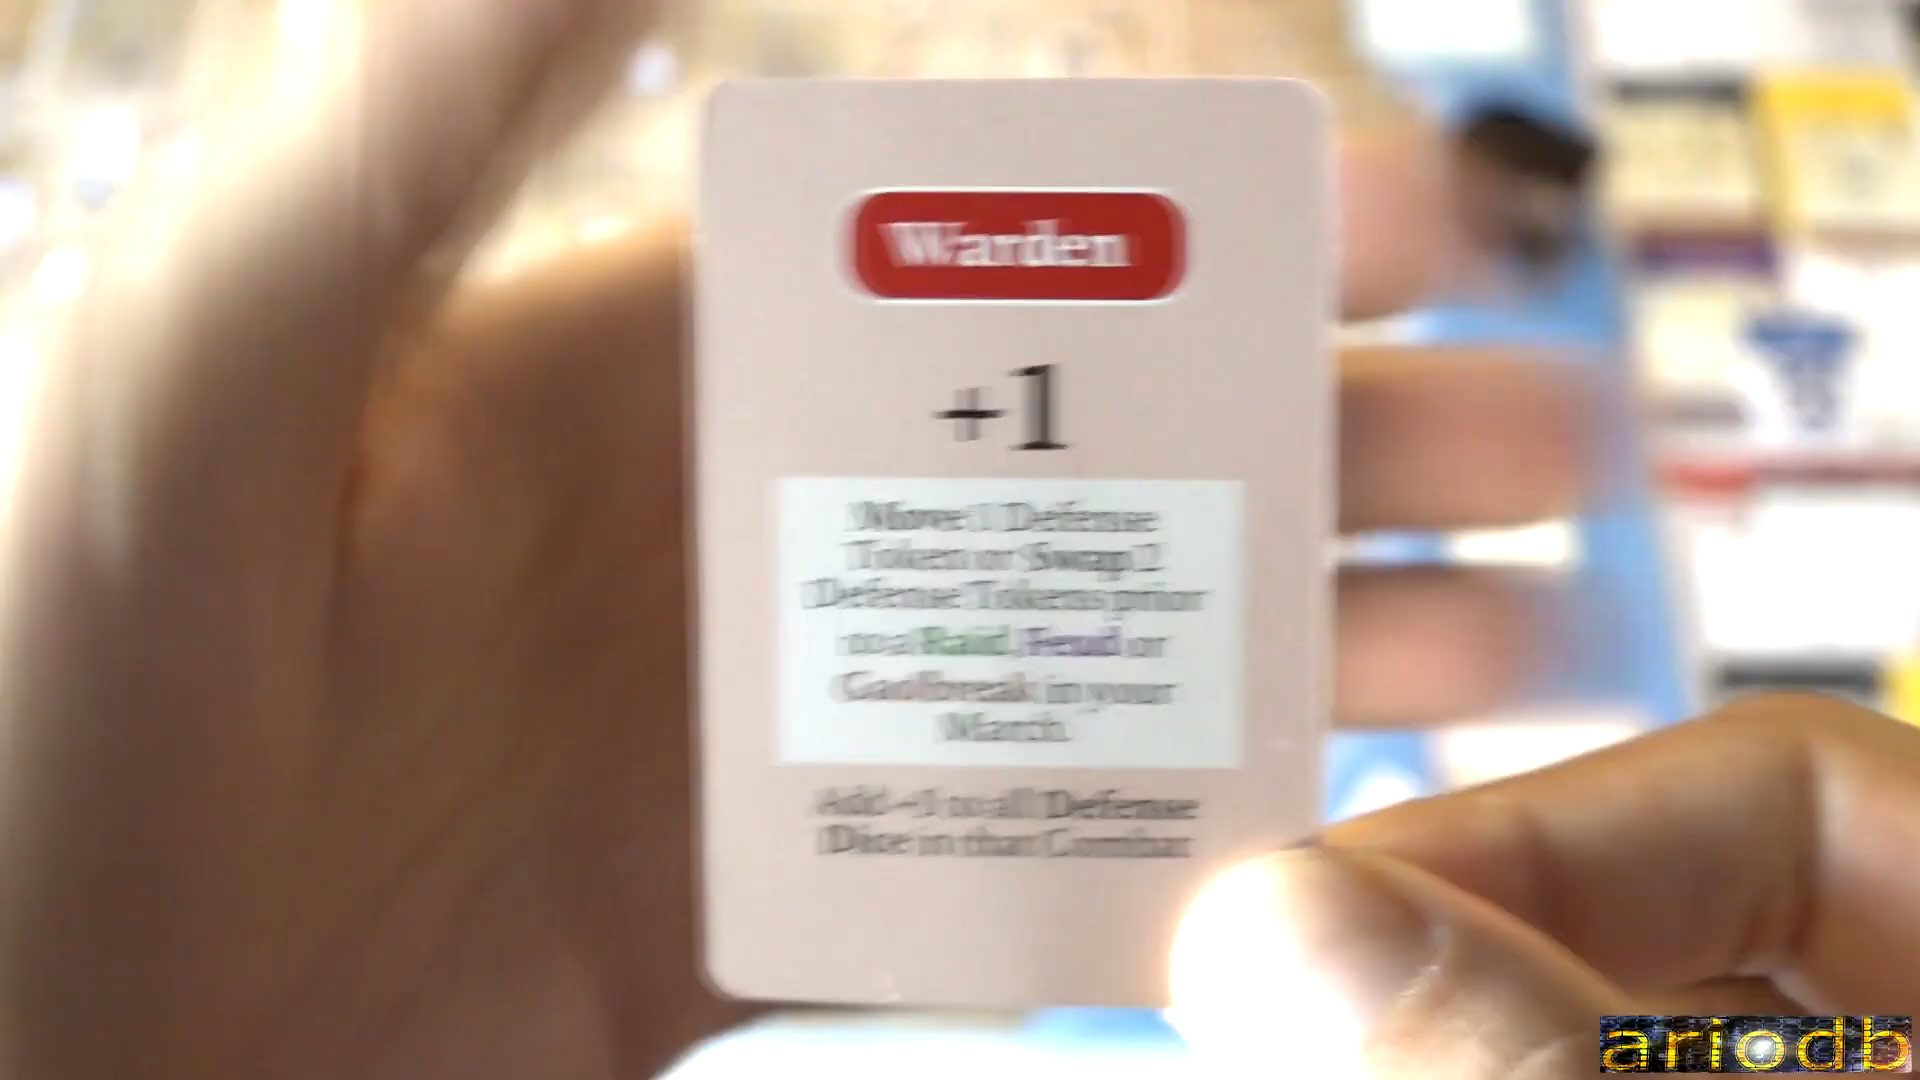 Warden
+1
Move 1 Defense
Token or Swap 2
Defense Tokens prior
to a Raid, Feud or
Gaolbreak in your
March.
Add +1 to all Defense
Dice in that Combat
ariodb